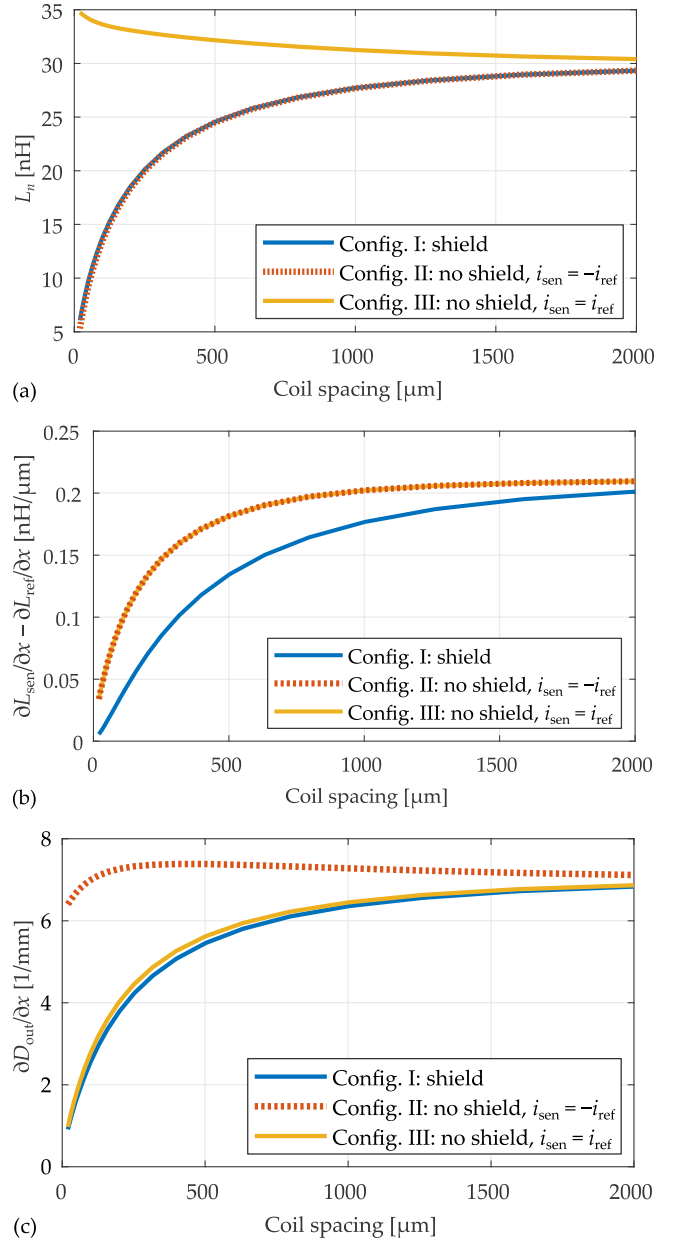 35
30
25
20
15
10
5
L_n [nH]
Config. I: shield
Config. II: no shield, i_sen = −i_ref
Config. III: no shield, i_sen = i_ref
0
500
1000
1500
2000
Coil spacing [µm]
(a)
0.25
0.2
0.15
0.1
0.05
0
∂L_sen/∂x − ∂L_ref/∂x [nH/µm]
Config. I: shield
Config. II: no shield, i_sen = −i_ref
Config. III: no shield, i_sen = i_ref
0
500
1000
1500
2000
Coil spacing [µm]
(b)
8
6
4
2
0
∂D_out/∂x [1/mm]
Config. I: shield
Config. II: no shield, i_sen = −i_ref
Config. III: no shield, i_sen = i_ref
0
500
1000
1500
2000
Coil spacing [µm]
(c)